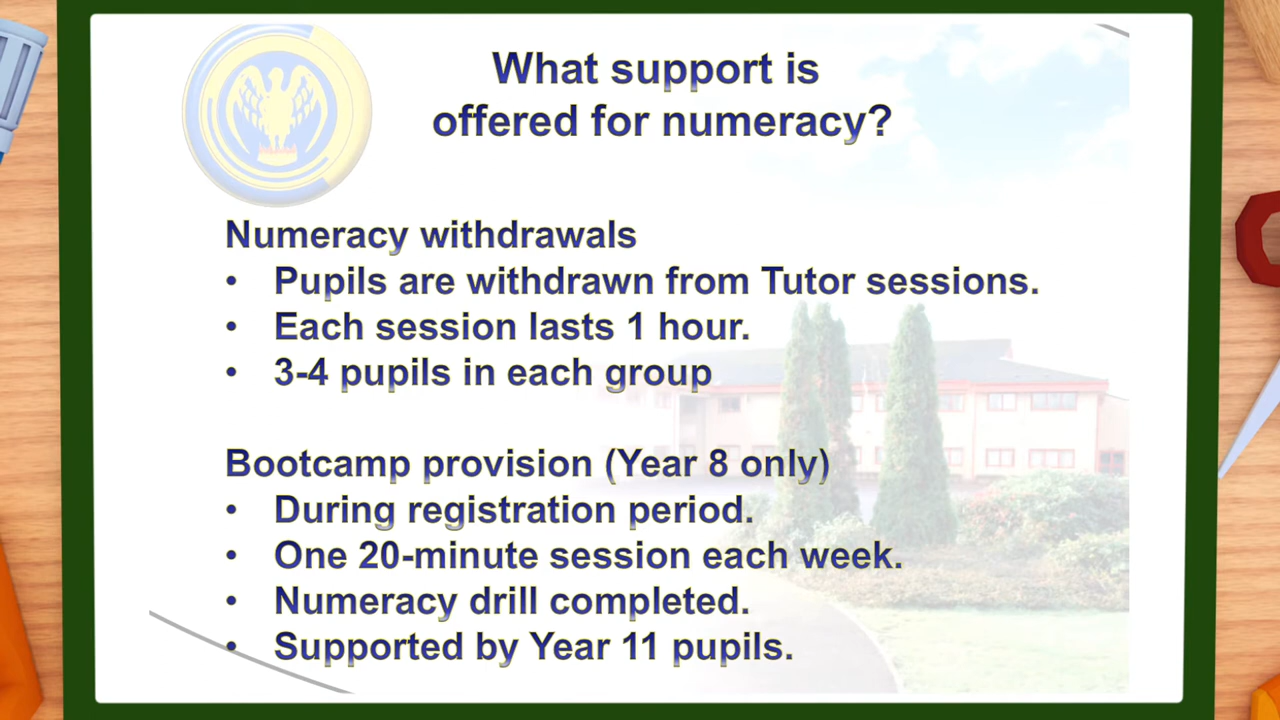 What support is
offered for numeracy?
Numeracy withdrawals
• Pupils are withdrawn from Tutor sessions.
• Each session lasts 1 hour.
• 3-4 pupils in each group
Bootcamp provision (Year 8 only)
• During registration period.
• One 20-minute session each week.
• Numeracy drill completed.
• Supported by Year 11 pupils.